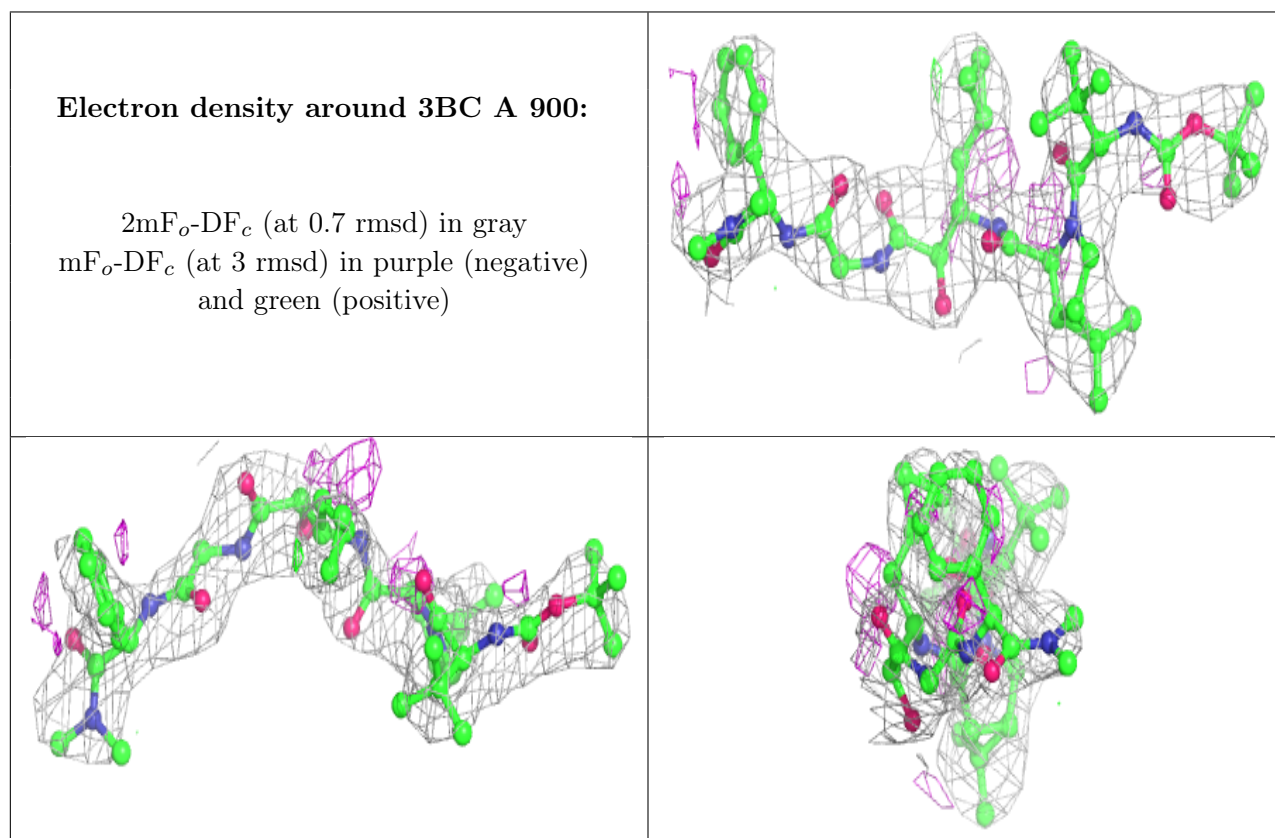 Electron density around 3BC A 900:
2mFo-DFc (at 0.7 rmsd) in gray
mFo-DFc (at 3 rmsd) in purple (negative)
and green (positive)